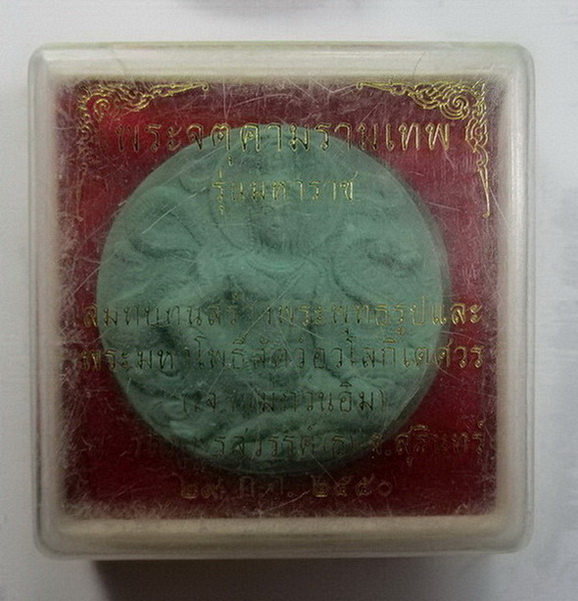 พระจตุคามรามเทพ
รุ่นมหาราช
สมทบทุนสร้างพระพุทธรูปและ
พระมหาโพธิสัตว์อวโลกิเตศวร
(เจ้าแม่กวนอิม)
จ.สุรินทร์
๒๙ ก.ค. ๒๕๕๐